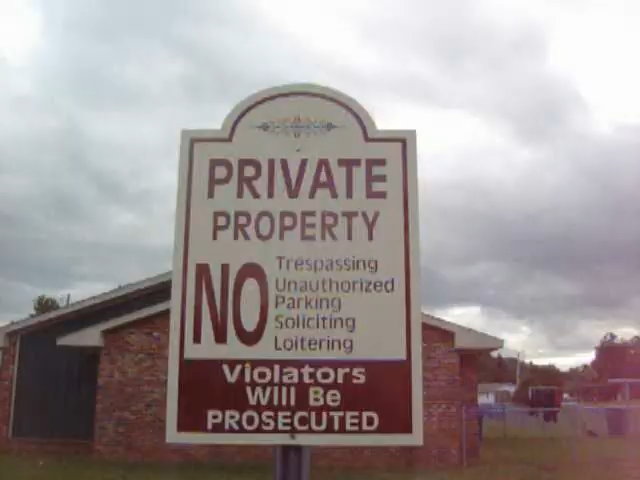 PRIVATE
PROPERTY
NO
Trespassing
Unauthorized
Parking
Soliciting
Loitering
Violators
Will Be
PROSECUTED